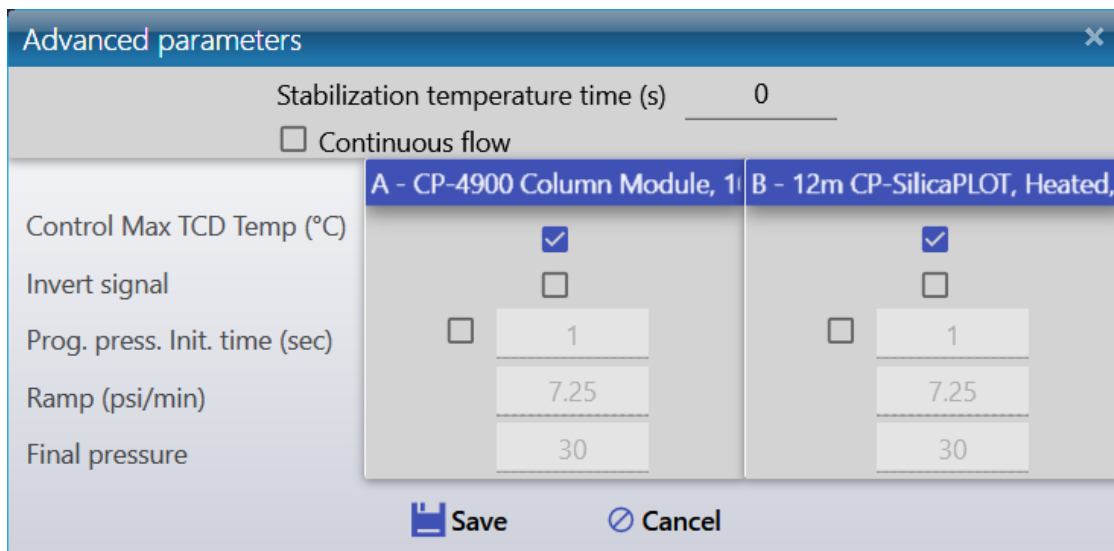 Advanced parameters
Stabilization temperature time (s) 0
Continuous flow
A - CP-4900 Column Module, 1 B - 12m CP-SilicaPLOT, Heated,
Control Max TCD Temp (°C)
Invert signal
Prog. press. Init. time (sec) 1 1
Ramp (psi/min) 7.25 7.25
Final pressure 30 30
Save Cancel